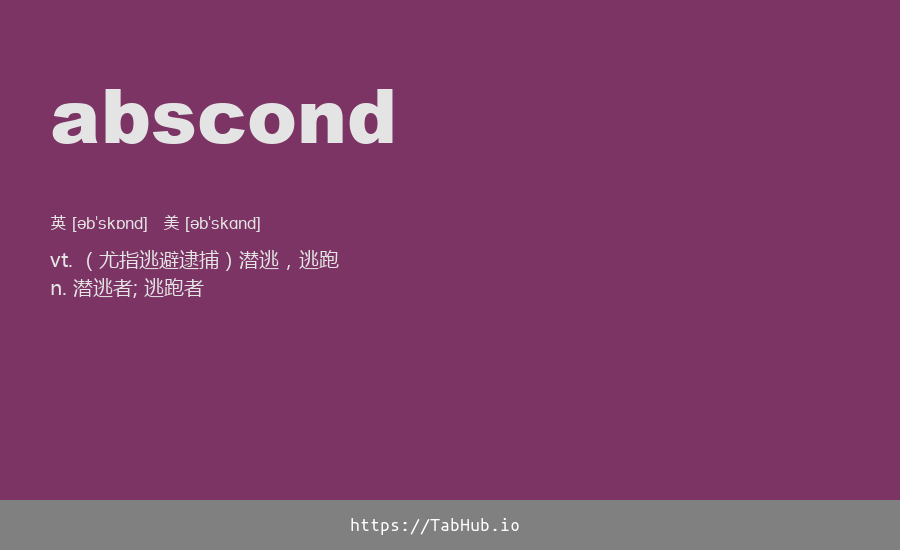 abscond
英 [əbˈskɒnd] 美 [əbˈskɑnd]
vt. （尤指逃避逮捕）潜逃，逃跑
n. 潜逃者; 逃跑者
https://TabHub.io